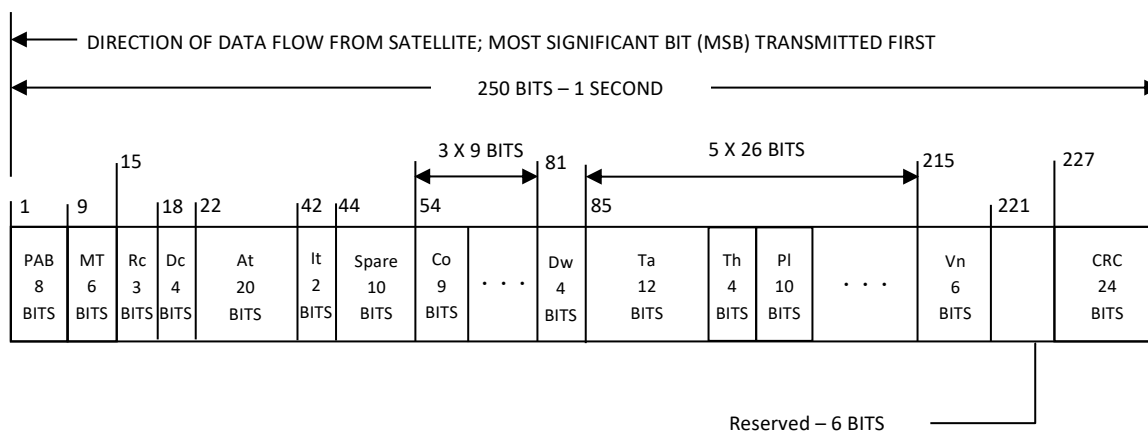 DIRECTION OF DATA FLOW FROM SATELLITE; MOST SIGNIFICANT BIT (MSB) TRANSMITTED FIRST
250 BITS – 1 SECOND
3 X 9 BITS
5 X 26 BITS
1
9
15
18
22
42
44
54
81
85
215
221
227
PAB
8
BITS
MT
6
BITS
Rc
3
BITS
Dc
4
BITS
At
20
BITS
It
2
BITS
Spare
10
BITS
Co
9
BITS
· · ·
Dw
4
BITS
Ta
12
BITS
Th
4
BITS
Pl
10
BITS
· · ·
Vn
6
BITS
CRC
24
BITS
Reserved – 6 BITS